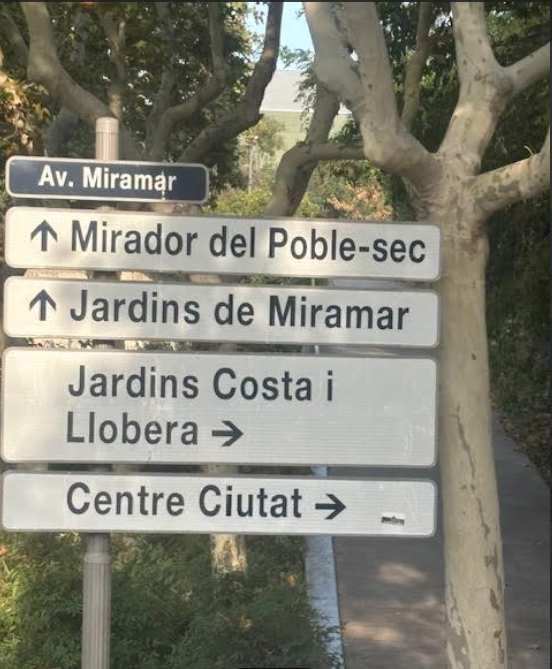 Av. Miramar
↑ Mirador del Poble-sec
↑ Jardins de Miramar
Jardins Costa i
Llobera →
Centre Ciutat →